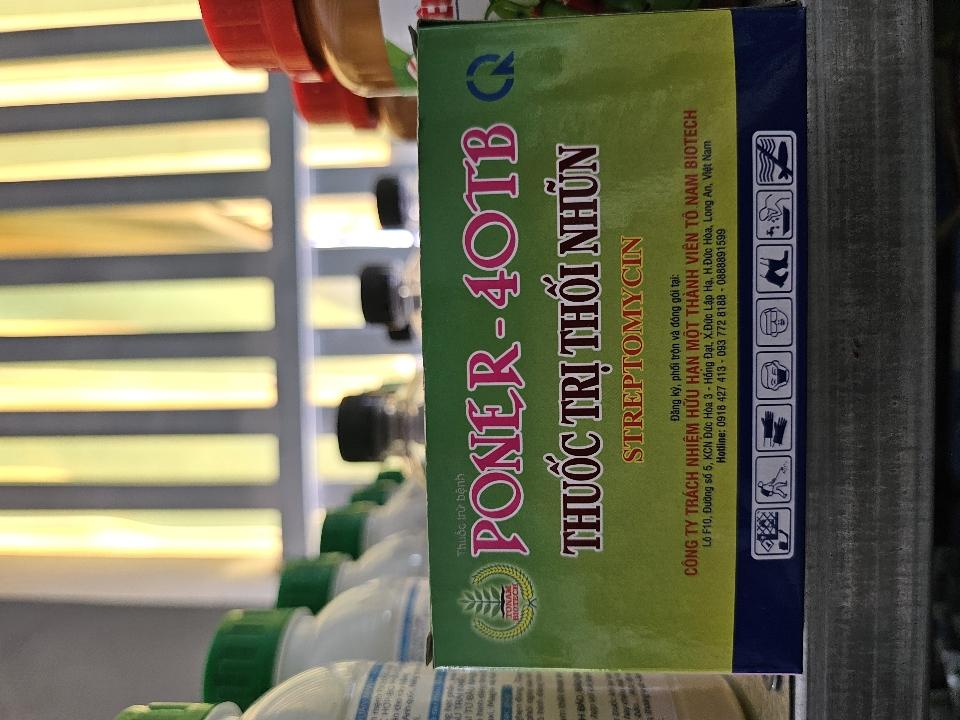 Thuốc trừ bệnh
PONER-40TB
TONAM
BIOTECH
THUỐC TRỊ THỐI NHŨN
STREPTOMYCIN
Đăng ký, phối trộn và đóng gói tại:
CÔNG TY TRÁCH NHIỆM HỮU HẠN MỘT THÀNH VIÊN TÔ NAM BIOTECH
Lô F10, Đường số 5, KCN Đức Hòa 3 - Hồng Đạt, X.Đức Lập Hạ, H.Đức Hòa, Long An, Việt Nam
Hotline: 0918 427 413 - 093 772 8188 - 0888891599